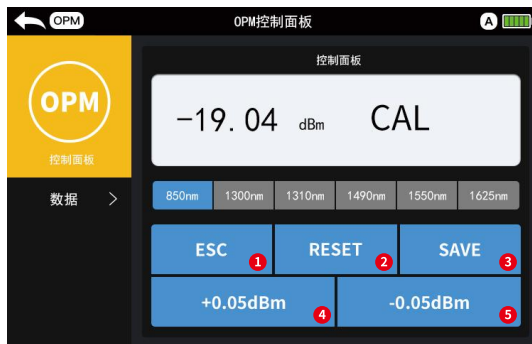 OPM OPM控制面板 A
控制面板
OPM
-19.04 dBm CAL
控制面板
850nm 1300nm 1310nm 1490nm 1550nm 1625nm
数据 >
ESC 1 RESET 2 SAVE 3
+0.05dBm 4 -0.05dBm 5